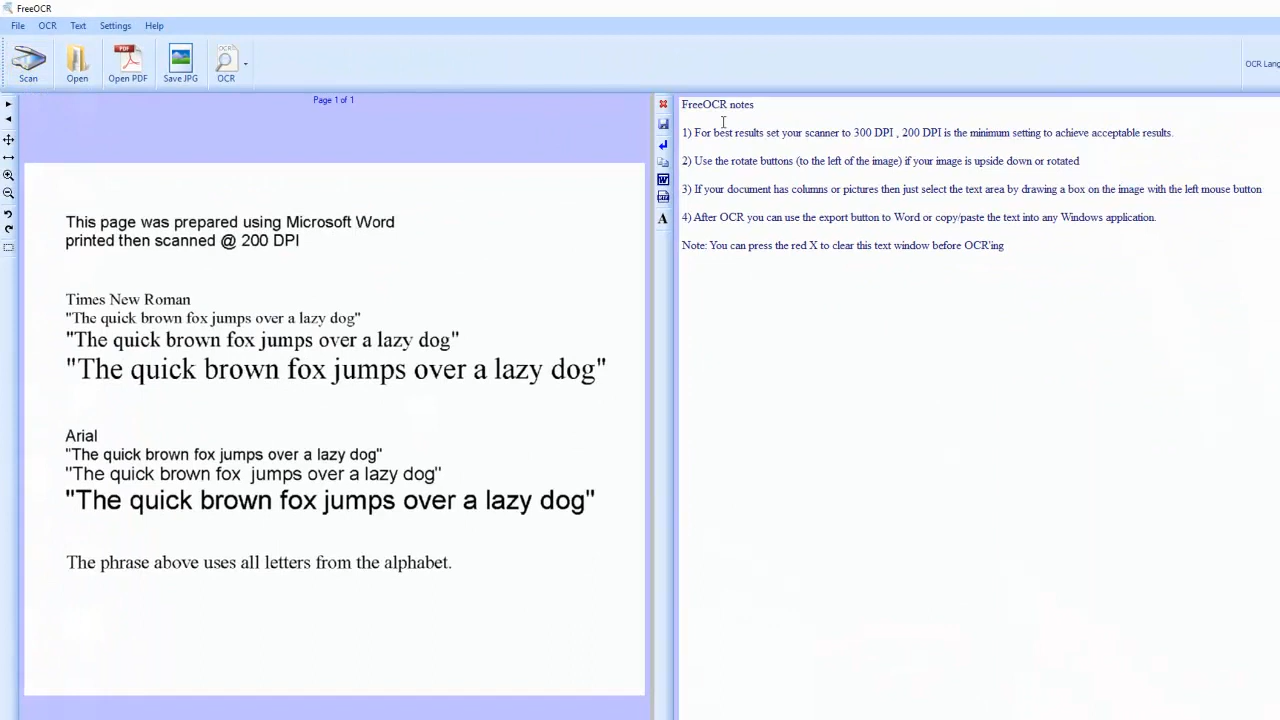 FreeOCR
File OCR Text Settings Help
Scan Open Open PDF Save JPG OCR
OCR Lang
Page 1 of 1
This page was prepared using Microsoft Word
printed then scanned @ 200 DPI
Times New Roman
"The quick brown fox jumps over a lazy dog"
"The quick brown fox jumps over a lazy dog"
"The quick brown fox jumps over a lazy dog"
Arial
"The quick brown fox jumps over a lazy dog"
"The quick brown fox  jumps over a lazy dog"
"The quick brown fox jumps over a lazy dog"
The phrase above uses all letters from the alphabet.
FreeOCR notes
1) For best results set your scanner to 300 DPI , 200 DPI is the minimum setting to achieve acceptable results.
2) Use the rotate buttons (to the left of the image) if your image is upside down or rotated
3) If your document has columns or pictures then just select the text area by drawing a box on the image with the left mouse button
4) After OCR you can use the export button to Word or copy/paste the text into any Windows application.
Note: You can press the red X to clear this text window before OCR'ing